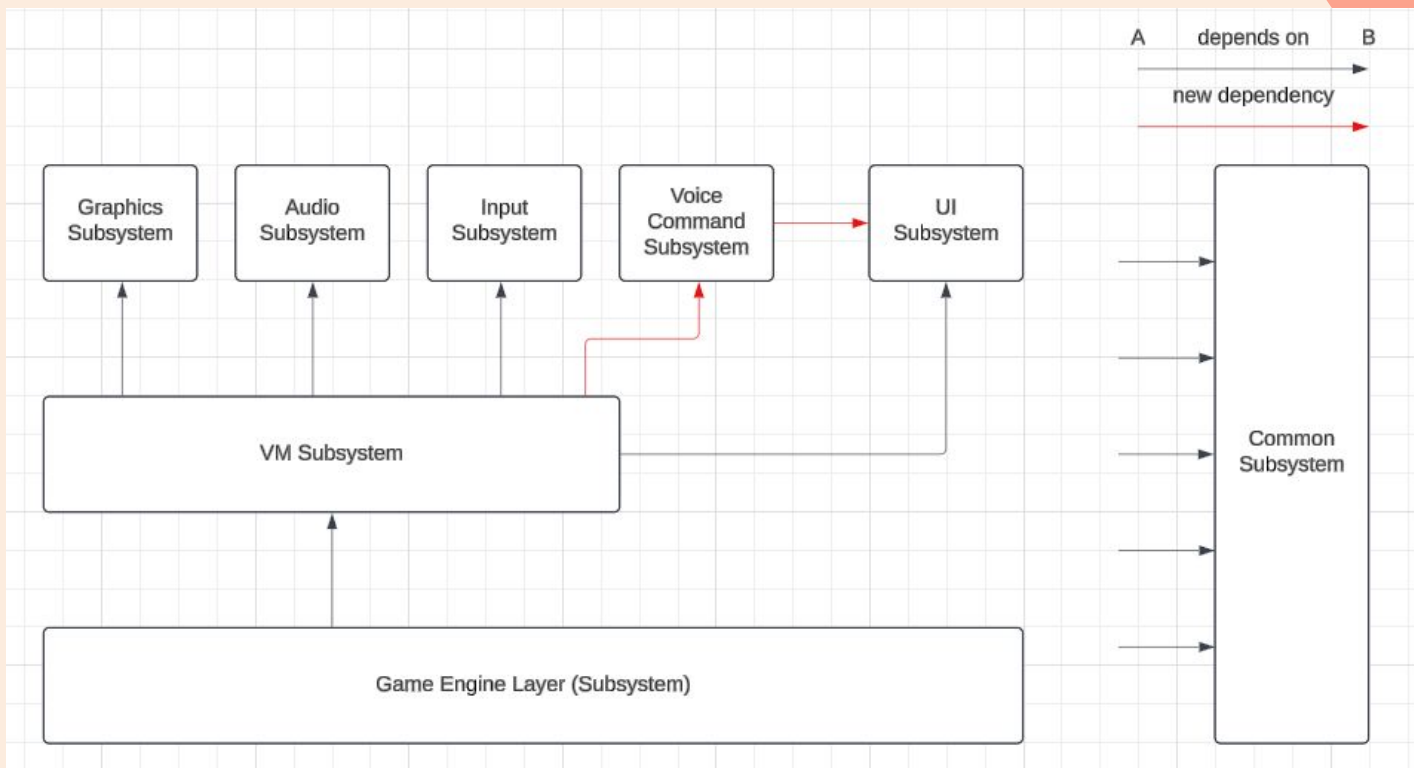 A depends on B
new dependency
Graphics
Subsystem
Audio
Subsystem
Input
Subsystem
Voice
Command
Subsystem
UI
Subsystem
VM Subsystem
Common
Subsystem
Game Engine Layer (Subsystem)